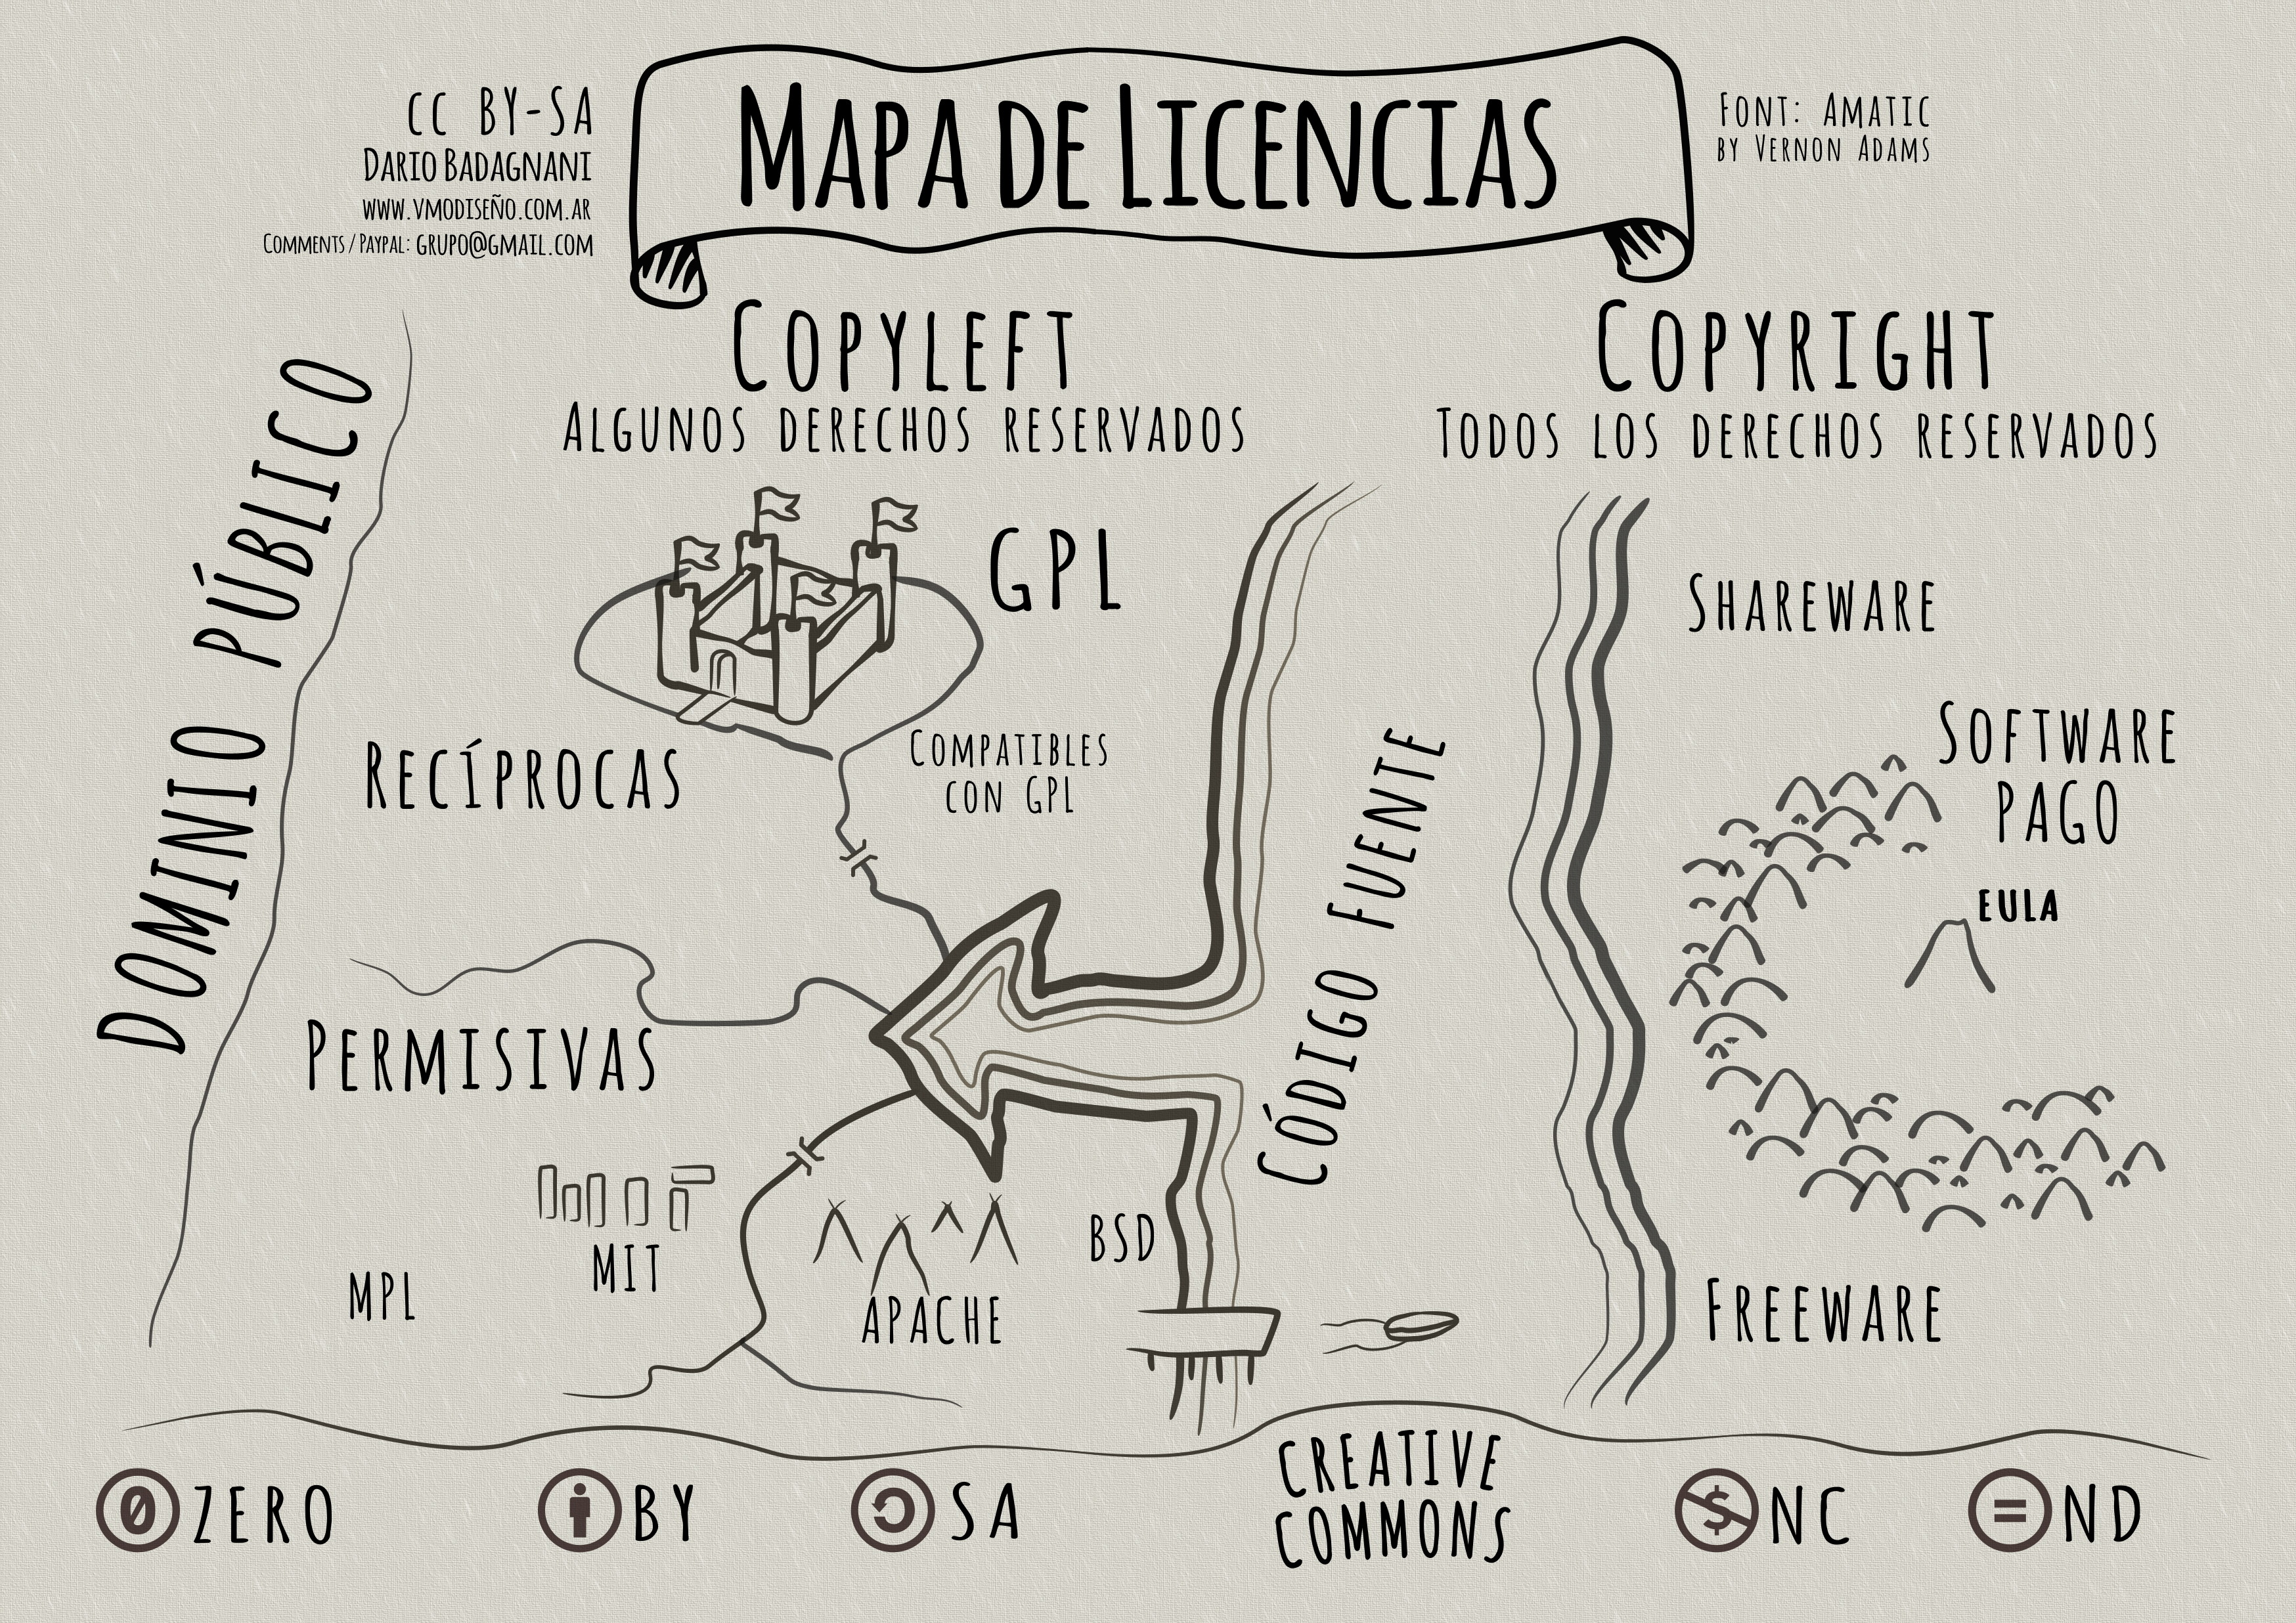 cc BY-SA
Dario Badagnani
www.vmodiseño.com.ar
Comments / Paypal: grupo@gmail.com
Mapa de Licencias
Font: Amatic
by Vernon Adams
Copyleft
Algunos derechos reservados
Copyright
Todos los derechos reservados
Dominio Público
GPL
Recíprocas
Compatibles
con GPL
Código Fuente
Shareware
Software
pago
EULA
Permisivas
MPL
MIT
Apache
BSD
Freeware
Creative
Commons
0 Zero
BY
SA
$ NC
= ND